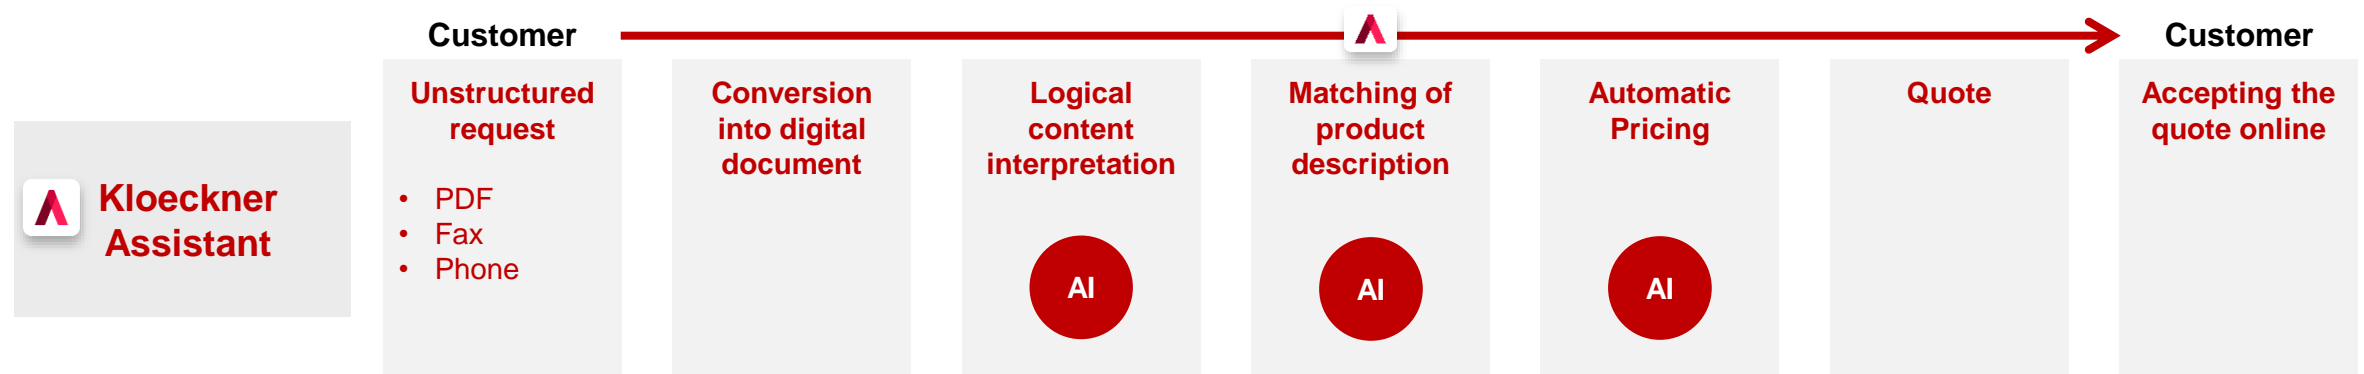 Customer
Customer
Kloeckner
Assistant
Unstructured
request
• PDF
• Fax
• Phone
Conversion
into digital
document
Logical
content
interpretation
AI
Matching of
product
description
AI
Automatic
Pricing
AI
Quote
Accepting the
quote online